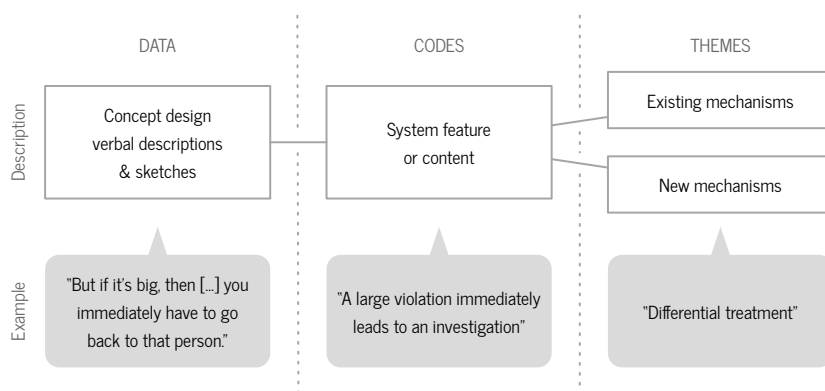 DATA
CODES
THEMES
Description
Concept design
verbal descriptions
& sketches
System feature
or content
Existing mechanisms
New mechanisms
Example
"But if it's big, then [...] you
immediately have to go
back to that person."
"A large violation immediately
leads to an investigation"
"Differential treatment"